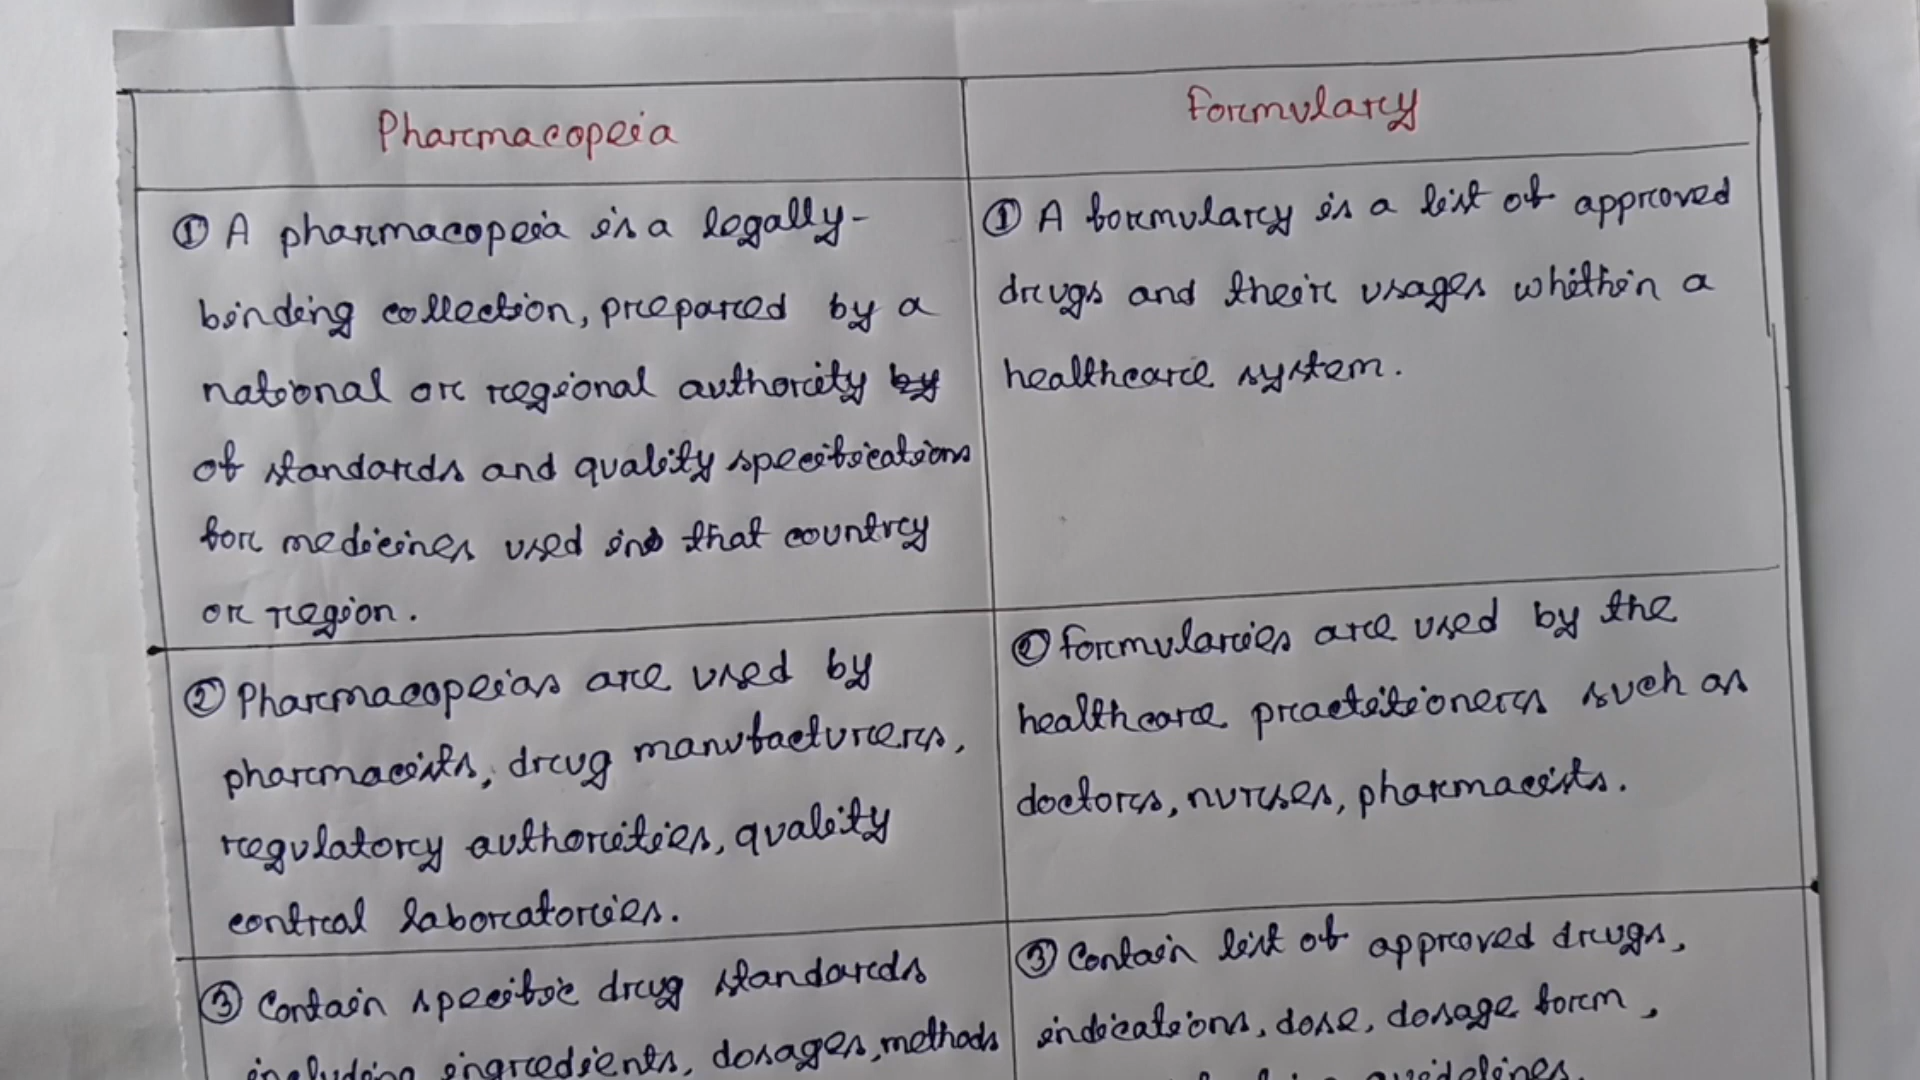 Pharmacopeia
① A pharmacopeia is a legally-
binding collection, prepared by a
national or regional authority by
of standards and quality specifications
for medicines used in that country
or region.
② Pharmacopeias are used by
pharmacists, drug manufacturers,
regulatory authorities, quality
control laboratories.
③ Contain specific drug standards
including ingredients, dosages, methods
Formulary
① A formulary is a list of approved
drugs and their usages whithin a
healthcare system.
② Formularies are used by the
healthcare practitioners such as
doctors, nurses, pharmacists.
③ Contain list of approved drugs,
indications, dose, dosage form,
guidelines.